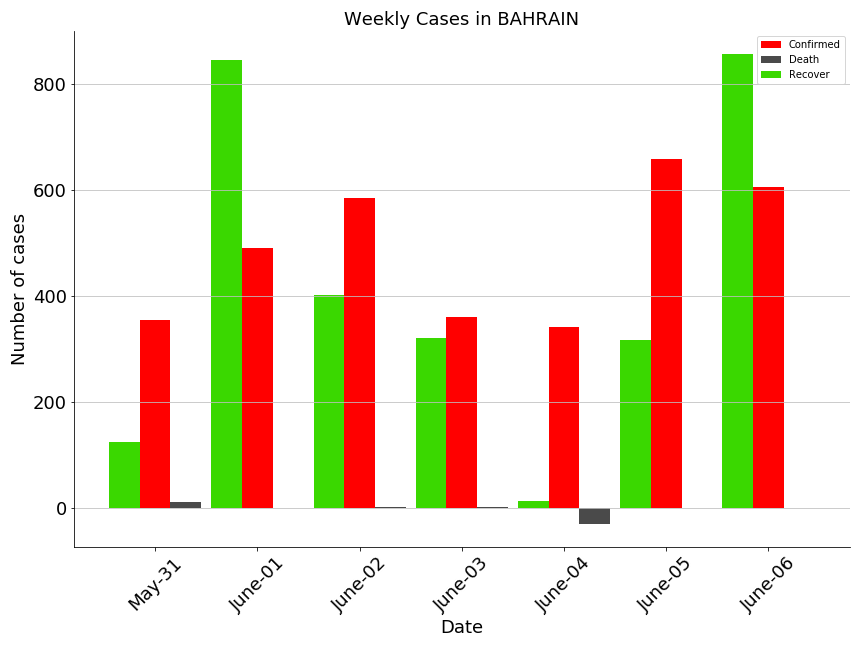 Weekly Cases in BAHRAIN
Confirmed
Death
Recover
Number of cases
800
600
400
200
0
May-31
June-01
June-02
June-03
June-04
June-05
June-06
Date